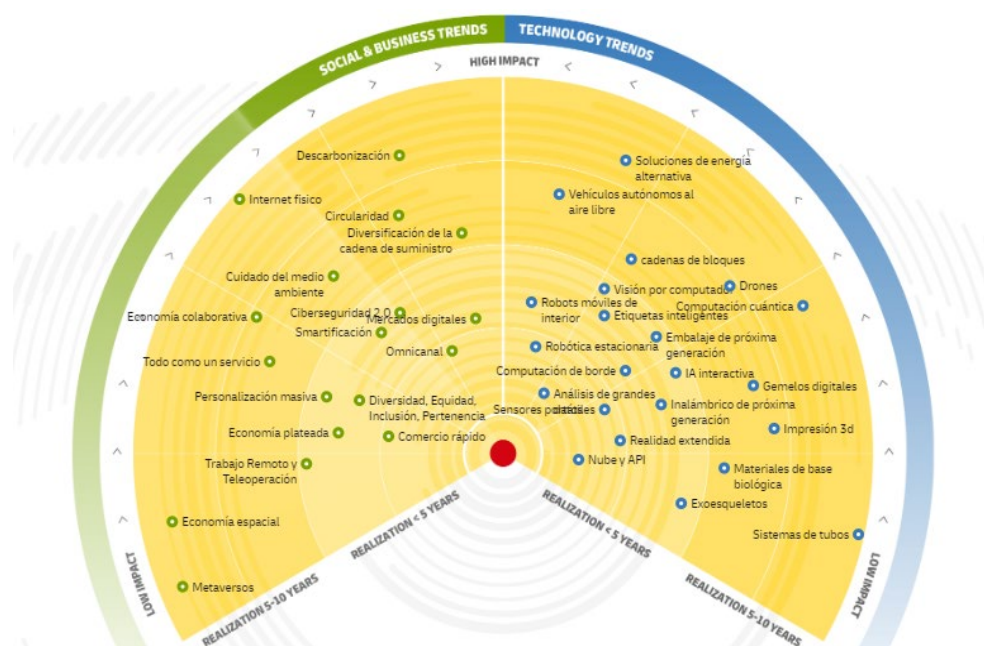 SOCIAL & BUSINESS TRENDS
TECHNOLOGY TRENDS
HIGH IMPACT
Descarbonización
Internet fisico
Circularidad
Diversificación de la
cadena de suministro
Cuidado del medio
ambiente
Ciberseguridad 2.0
Mercados digitales
Economía colaborativa
Smartificación
Omnicanal
Todo como un servicio
Personalización masiva
Diversidad, Equidad,
Inclusión, Pertenencia
Economía plateada
Comercio rápido
Trabajo Remoto y
Teleoperación
Economía espacial
Metaversos
Soluciones de energía
alternativa
Vehículos autónomos al
aire libre
cadenas de bloques
Visión por computador
Drones
Robots móviles de
interior
Computación cuántica
Etiquetas inteligentes
Robótica estacionaria
Embalaje de próxima
generación
Computación de borde
IA interactiva
Gemelos digitales
Análisis de grandes
datos
Sensores portátiles
Inalámbrico de próxima
generación
Impresión 3d
Realidad extendida
Nube y API
Materiales de base
biológica
Exoesqueletos
Sistemas de tubos
REALIZATION < 5 YEARS
REALIZATION < 5 YEARS
REALIZATION 5-10 YEARS
REALIZATION 5-10 YEARS
LOW IMPACT
LOW IMPACT